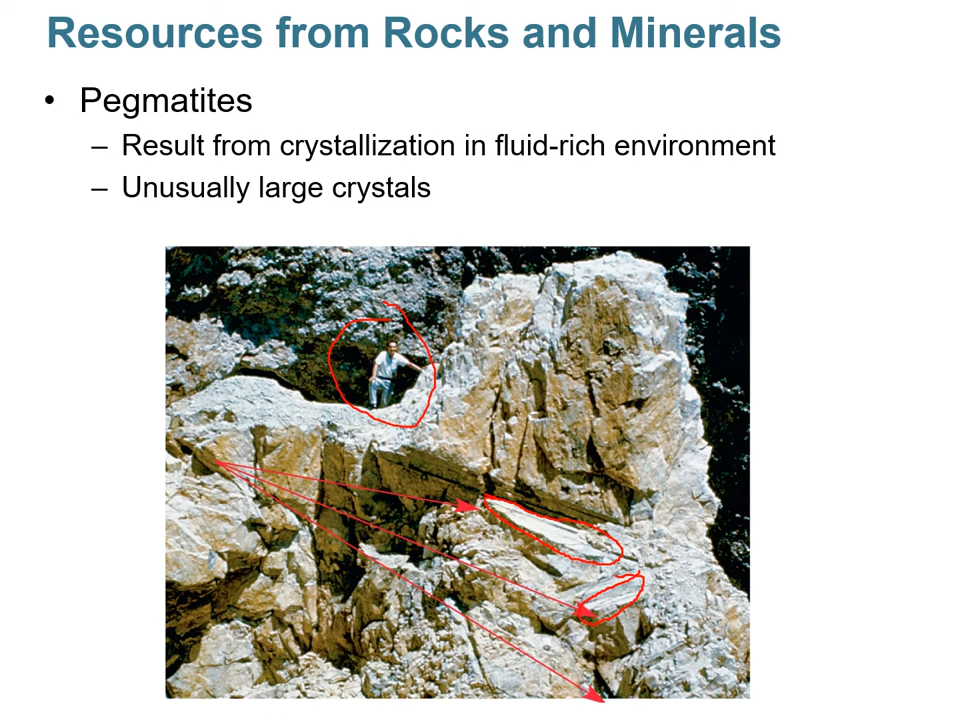 Resources from Rocks and Minerals
• Pegmatites
– Result from crystallization in fluid-rich environment
– Unusually large crystals